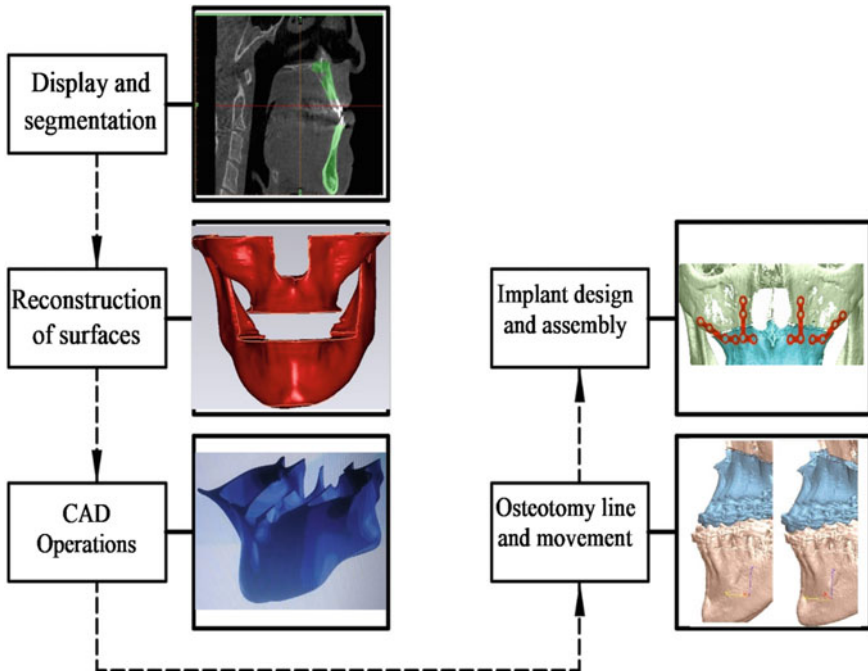 Display and
segmentation
Reconstruction
of surfaces
CAD
Operations
Osteotomy line
and movement
Implant design
and assembly